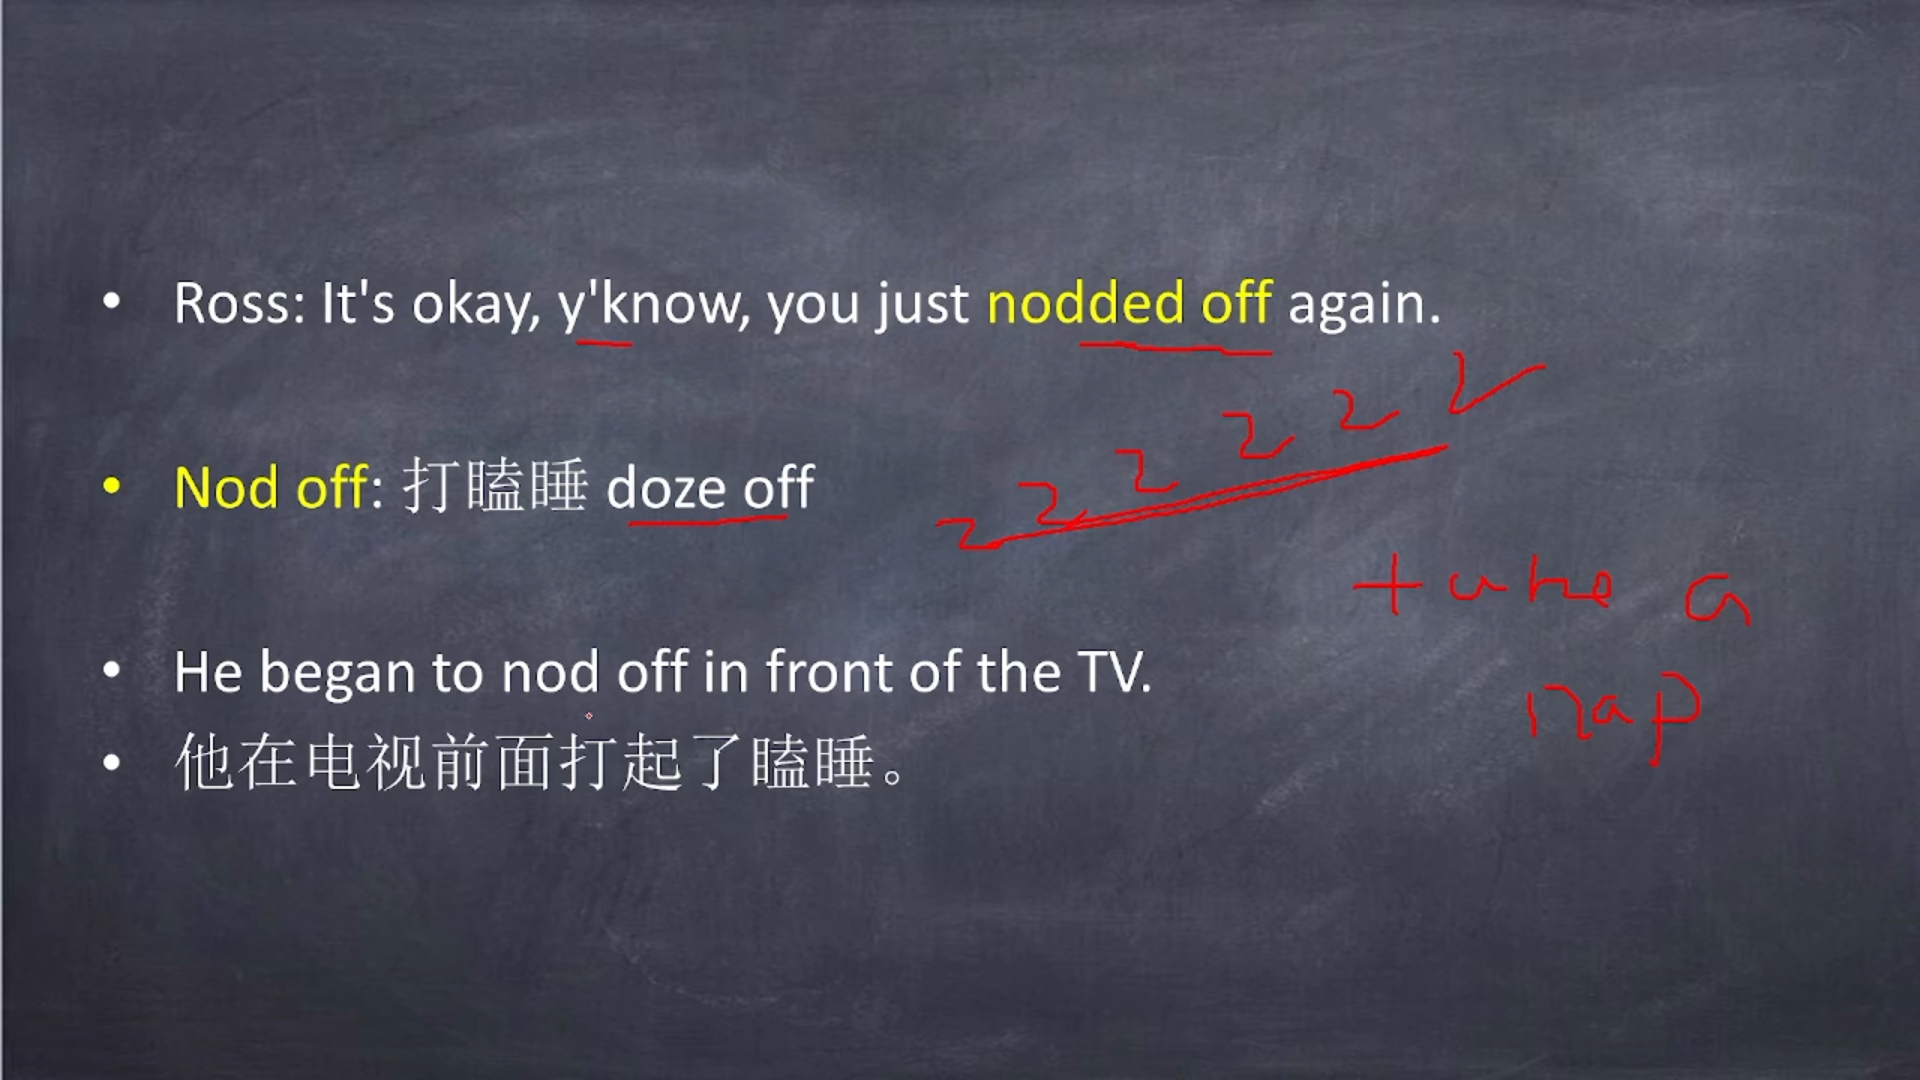 • Ross: It's okay, y'know, you just nodded off again.
• Nod off: 打瞌睡 doze off
z z z z z z
take a
nap
• He began to nod off in front of the TV.
• 他在电视前面打起了瞌睡。